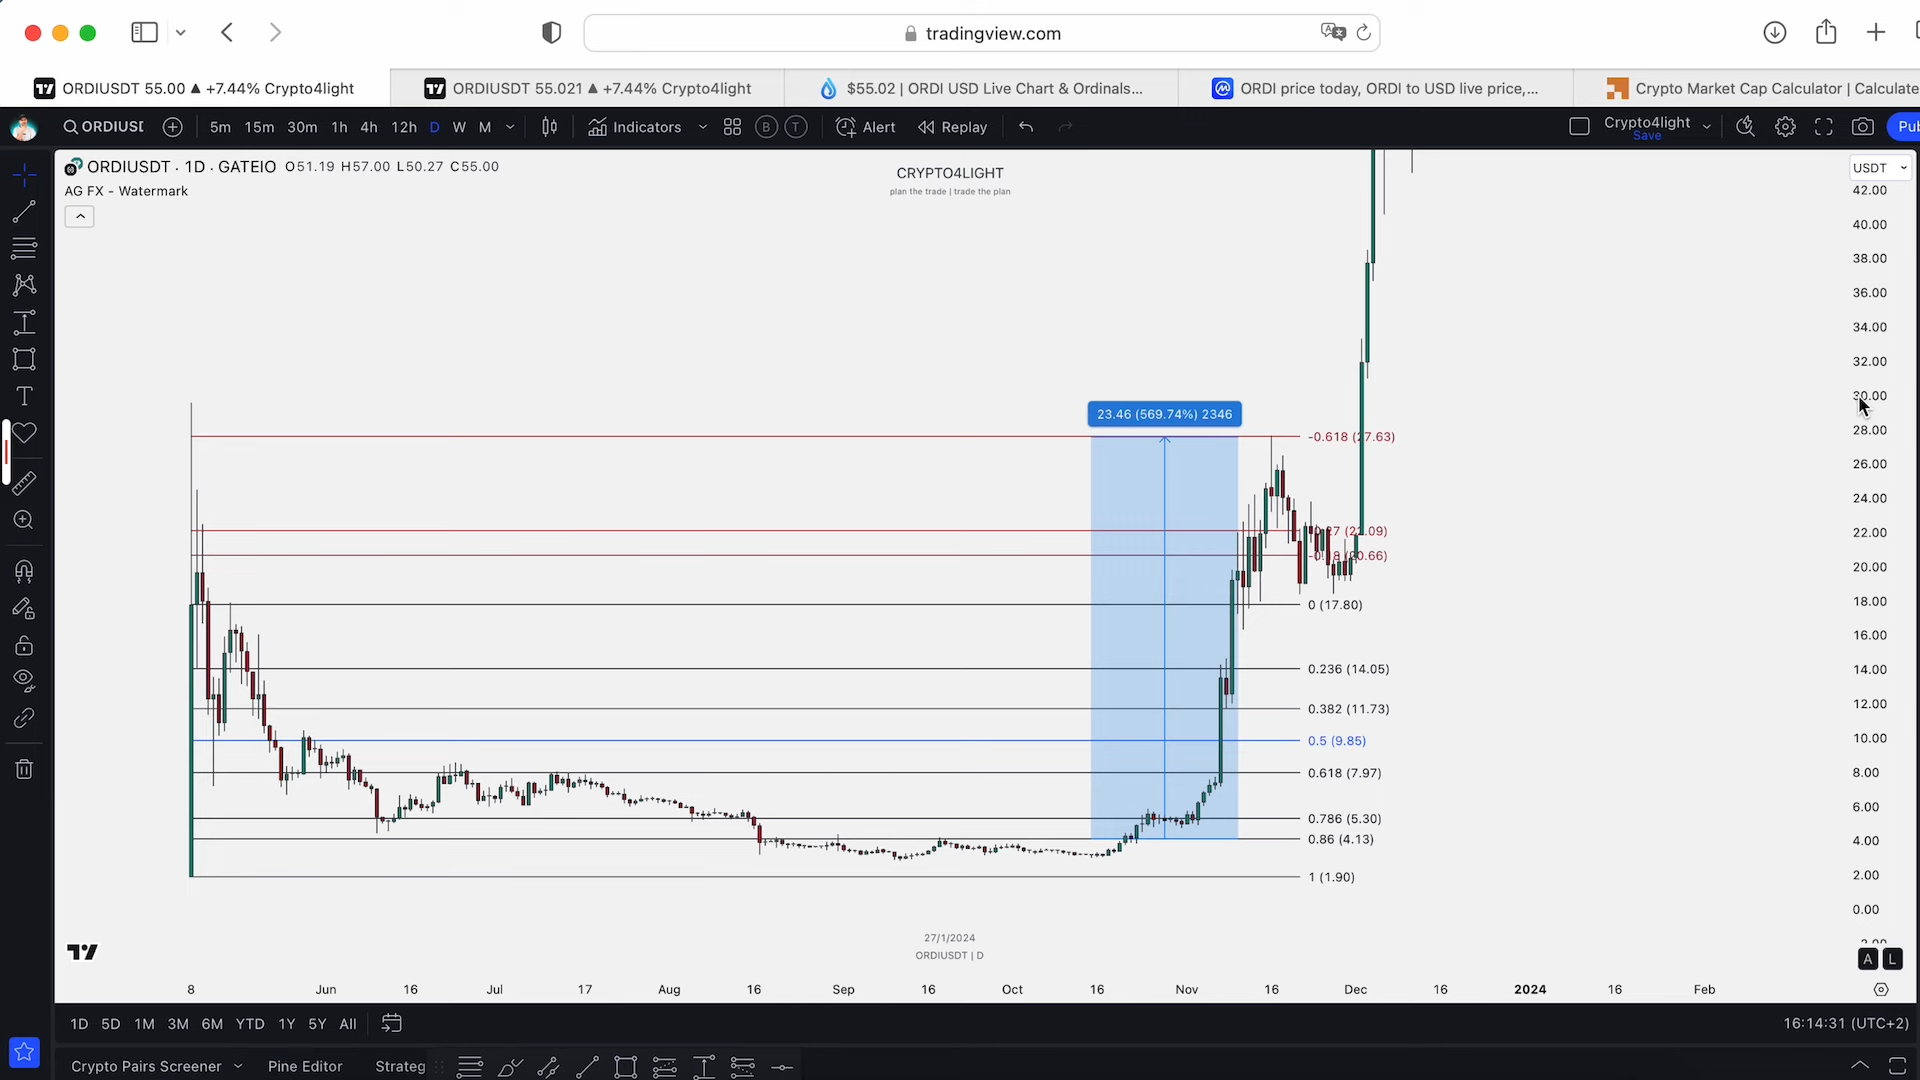 tradingview.com
ORDIUSDT 55.00 ▲ +7.44% Crypto4light
ORDIUSDT 55.021 ▲ +7.44% Crypto4light
$55.02 | ORDI USD Live Chart & Ordinals...
ORDI price today, ORDI to USD live price,...
Crypto Market Cap Calculator | Calculate
ORDIUSI
5m 15m 30m 1h 4h 12h D W M
Indicators
B T
Alert
Replay
Crypto4light
Save
Pub
ORDIUSDT · 1D · GATEIO O51.19 H57.00 L50.27 C55.00
AG FX - Watermark
CRYPTO4LIGHT
plan the trade | trade the plan
USDT
42.00
40.00
38.00
36.00
34.00
32.00
30.00
28.00
26.00
24.00
22.00
20.00
18.00
16.00
14.00
12.00
10.00
8.00
6.00
4.00
2.00
0.00
23.46 (569.74%) 2346
-0.618 (27.63)
-0.27 (22.09)
-0.18 (20.66)
0 (17.80)
0.236 (14.05)
0.382 (11.73)
0.5 (9.85)
0.618 (7.97)
0.786 (5.30)
0.86 (4.13)
1 (1.90)
27/1/2024
ORDIUSDT | D
A L
8 Jun 16 Jul 17 Aug 16 Sep 16 Oct 16 Nov 16 Dec 16 2024 16 Feb
1D 5D 1M 3M 6M YTD 1Y 5Y All
16:14:31 (UTC+2)
Crypto Pairs Screener
Pine Editor
Strateg